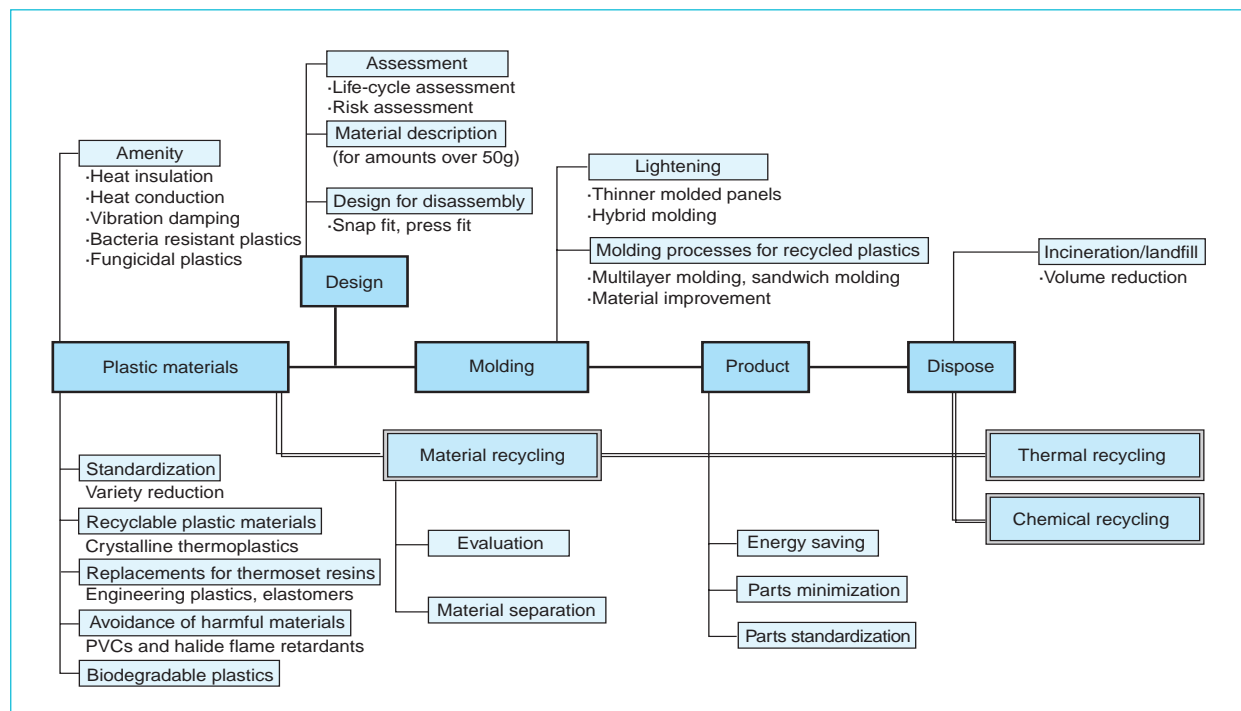 Assessment
·Life-cycle assessment
·Risk assessment
Material description
(for amounts over 50g)
Design for disassembly
·Snap fit, press fit
Design
Amenity
·Heat insulation
·Heat conduction
·Vibration damping
·Bacteria resistant plastics
·Fungicidal plastics
Lightening
·Thinner molded panels
·Hybrid molding
Molding processes for recycled plastics
·Multilayer molding, sandwich molding
·Material improvement
Incineration/landfill
·Volume reduction
Plastic materials
Molding
Product
Dispose
Material recycling
Thermal recycling
Chemical recycling
Standardization
Variety reduction
Recyclable plastic materials
Crystalline thermoplastics
Replacements for thermoset resins
Engineering plastics, elastomers
Avoidance of harmful materials
PVCs and halide flame retardants
Biodegradable plastics
Evaluation
Material separation
Energy saving
Parts minimization
Parts standardization